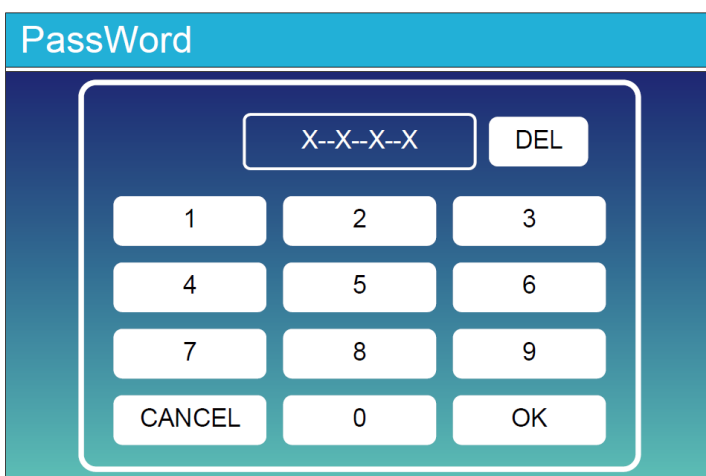 PassWord
X--X--X--X DEL
1 2 3
4 5 6
7 8 9
CANCEL 0 OK